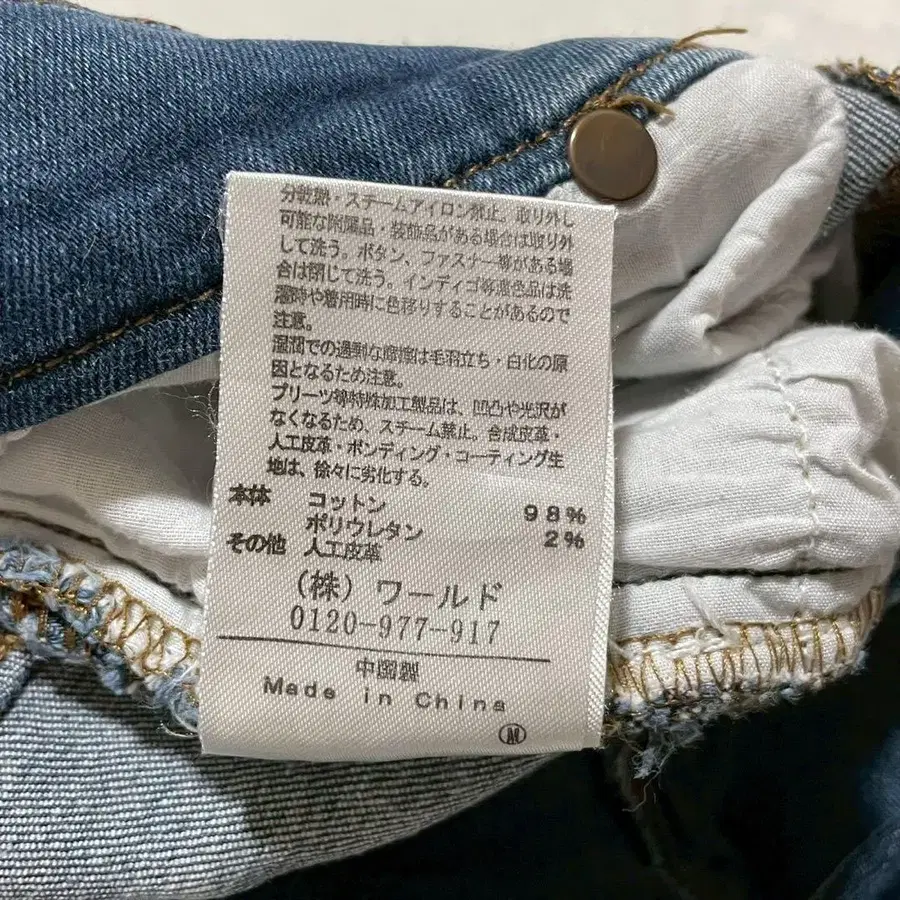 分乾熱・スチームアイロン禁止。取り外し
可能な附属品・装飾品がある場合は取り外
して洗う。ボタン、ファスナー等がある場
合は閉じて洗う。インディゴ等濃色品は洗
濯時や着用時に色移りすることがあるので
注意。
湿潤での過剰な摩擦は毛羽立ち・白化の原
因となるため注意。
プリーツ等特殊加工製品は、凹凸や光沢が
なくなるため、スチーム禁止。合成皮革・
人工皮革・ボンディング・コーティング生
地は、徐々に劣化する。
本体 コットン 98%
ポリウレタン 2%
その他 人工皮革
(株) ワールド
0120-977-917
中国製
Made in China
M